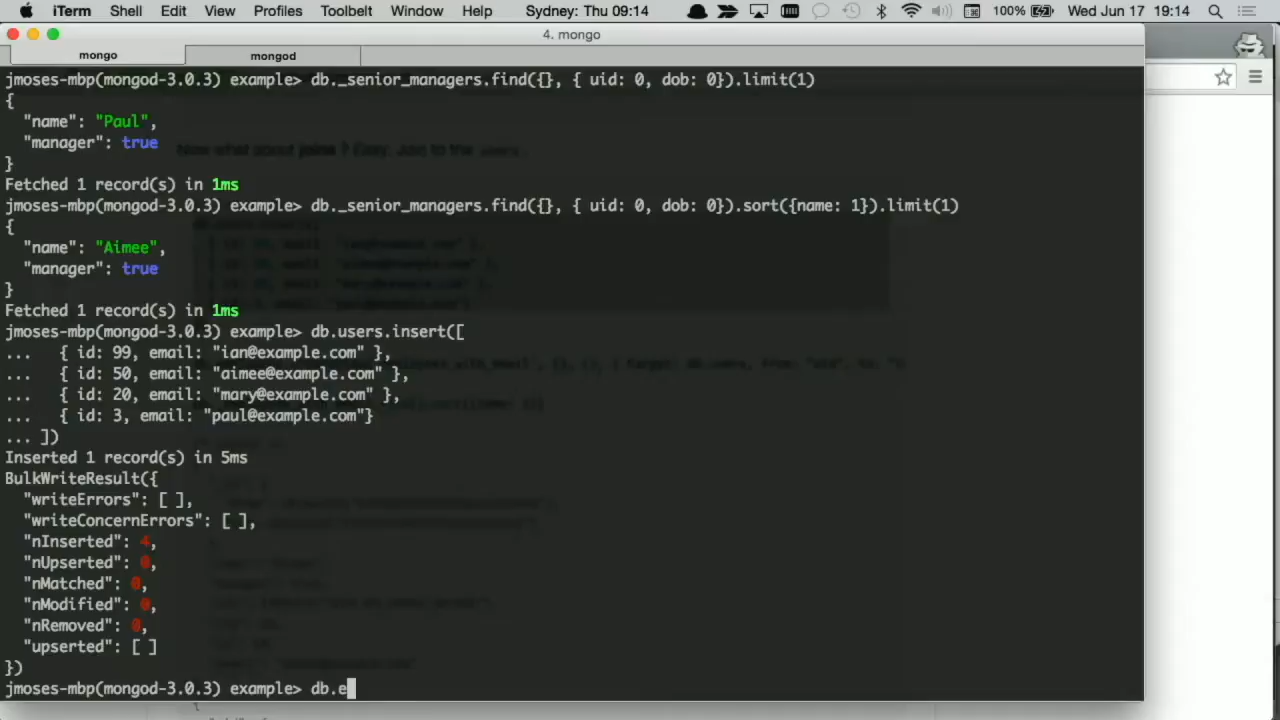 iTerm Shell Edit View Profiles Toolbelt Window Help Sydney: Thu 09:14 100% Wed Jun 17 19:14
4. mongo
mongo mongod
jmoses-mbp(mongod-3.0.3) example> db._senior_managers.find({}, { uid: 0, dob: 0}).limit(1)
{
"name": "Paul",
"manager": true
}
Fetched 1 record(s) in 1ms
jmoses-mbp(mongod-3.0.3) example> db._senior_managers.find({}, { uid: 0, dob: 0}).sort({name: 1}).limit(1)
{
"name": "Aimee",
"manager": true
}
Fetched 1 record(s) in 1ms
jmoses-mbp(mongod-3.0.3) example> db.users.insert([
... { id: 99, email: "ian@example.com" },
... { id: 50, email: "aimee@example.com" },
... { id: 20, email: "mary@example.com" },
... { id: 3, email: "paul@example.com"}
... ])
Inserted 1 record(s) in 5ms
BulkWriteResult({
"writeErrors": [ ],
"writeConcernErrors": [ ],
"nInserted": 4,
"nUpserted": 0,
"nMatched": 0,
"nModified": 0,
"nRemoved": 0,
"upserted": [ ]
})
jmoses-mbp(mongod-3.0.3) example> db.e